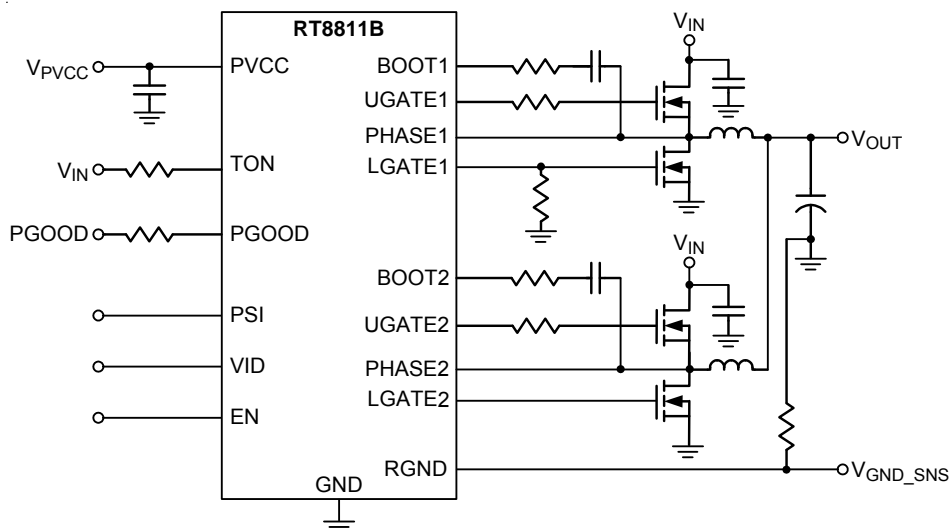 RT8811B
V_PVCC
PVCC
V_IN
TON
PGOOD
PGOOD
PSI
VID
EN
GND
BOOT1
UGATE1
PHASE1
LGATE1
BOOT2
UGATE2
PHASE2
LGATE2
RGND
V_IN
V_OUT
V_IN
V_GND_SNS